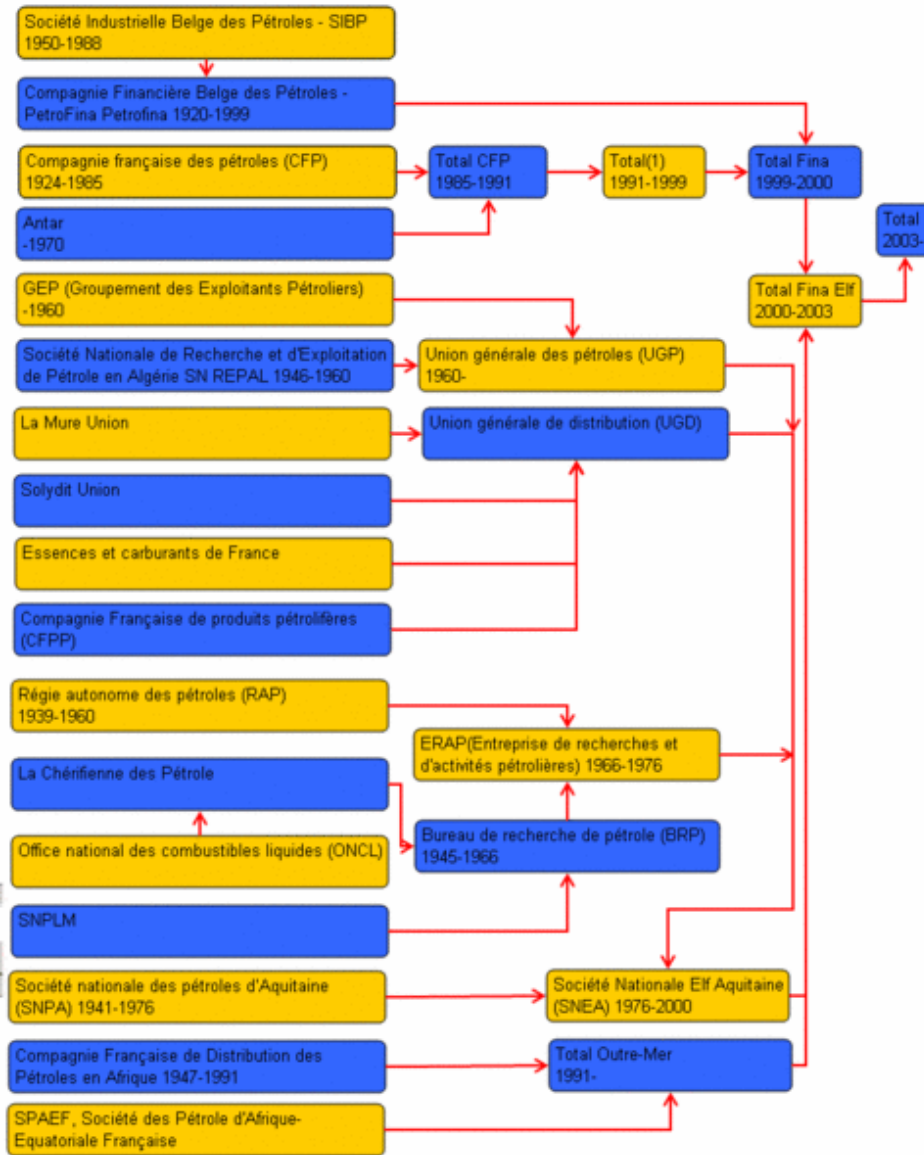 Société Industrielle Belge des Pétroles - SIBP
1950-1988
Compagnie Financière Belge des Pétroles -
PetroFina Petrofina 1920-1999
Compagnie française des pétroles (CFP)
1924-1985
Total CFP
1985-1991
Total(1)
1991-1999
Total Fina
1999-2000
Antar
-1970
Total
2003-
GEP (Groupement des Exploitants Pétroliers)
-1960
Total Fina Elf
2000-2003
Société Nationale de Recherche et d'Exploitation
de Pétrole en Algérie SN REPAL 1946-1960
Union générale des pétroles (UGP)
1960-
La Mure Union
Union générale de distribution (UGD)
Solydit Union
Essences et carburants de France
Compagnie Française de produits pétrolifères
(CFPP)
Régie autonome des pétroles (RAP)
1939-1960
ERAP(Entreprise de recherches et
d'activités pétrolières) 1966-1976
La Chérifienne des Pétrole
Bureau de recherche de pétrole (BRP)
1945-1966
Office national des combustibles liquides (ONCL)
SNPLM
Société nationale des pétroles d'Aquitaine
(SNPA) 1941-1976
Société Nationale Elf Aquitaine
(SNEA) 1976-2000
Compagnie Française de Distribution des
Pétroles en Afrique 1947-1991
Total Outre-Mer
1991-
SPAEF, Société des Pétrole d'Afrique-
Equatoriale Française